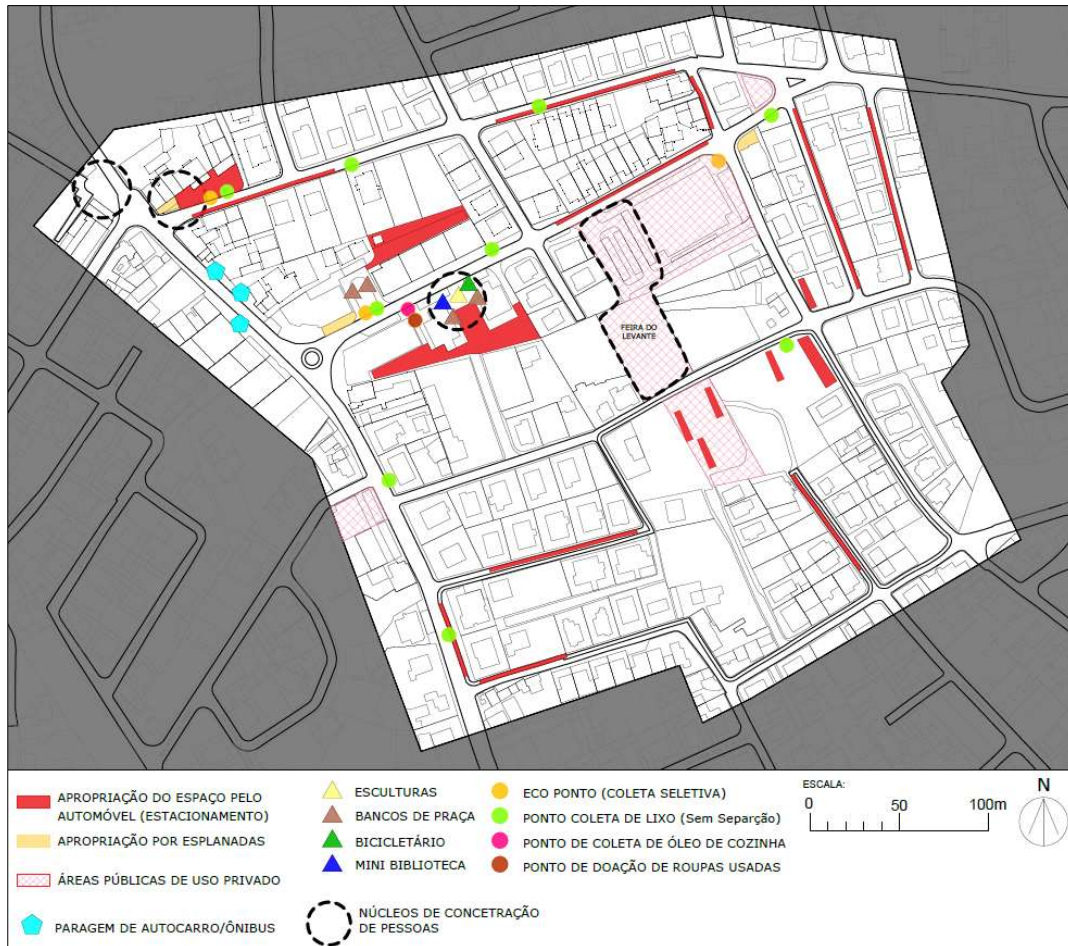 FEIRA DO
LEVANTE
APROPRIAÇÃO DO ESPAÇO PELO
AUTOMÓVEL (ESTACIONAMENTO)
APROPRIAÇÃO POR ESPLANADAS
ÁREAS PÚBLICAS DE USO PRIVADO
PARAGEM DE AUTOCARRO/ÔNIBUS
ESCULTURAS
BANCOS DE PRAÇA
BICICLETÁRIO
MINI BIBLIOTECA
NÚCLEOS DE CONCETRAÇÃO
DE PESSOAS
ECO PONTO (COLETA SELETIVA)
PONTO COLETA DE LIXO (Sem Separção)
PONTO DE COLETA DE ÓLEO DE COZINHA
PONTO DE DOAÇÃO DE ROUPAS USADAS
ESCALA:
0 50 100m
N